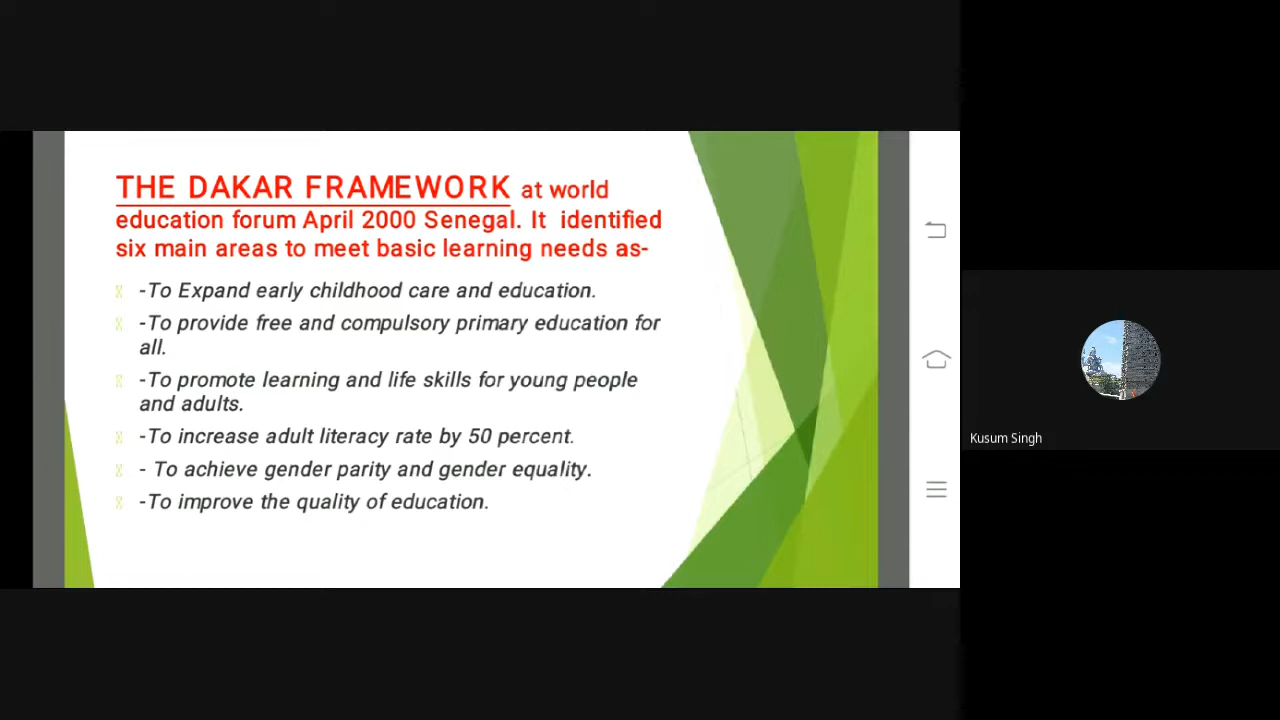 THE DAKAR FRAMEWORK at world
education forum April 2000 Senegal. It identified
six main areas to meet basic learning needs as-
-To Expand early childhood care and education.
-To provide free and compulsory primary education for
all.
-To promote learning and life skills for young people
and adults.
-To increase adult literacy rate by 50 percent.
- To achieve gender parity and gender equality.
-To improve the quality of education.
Kusum Singh